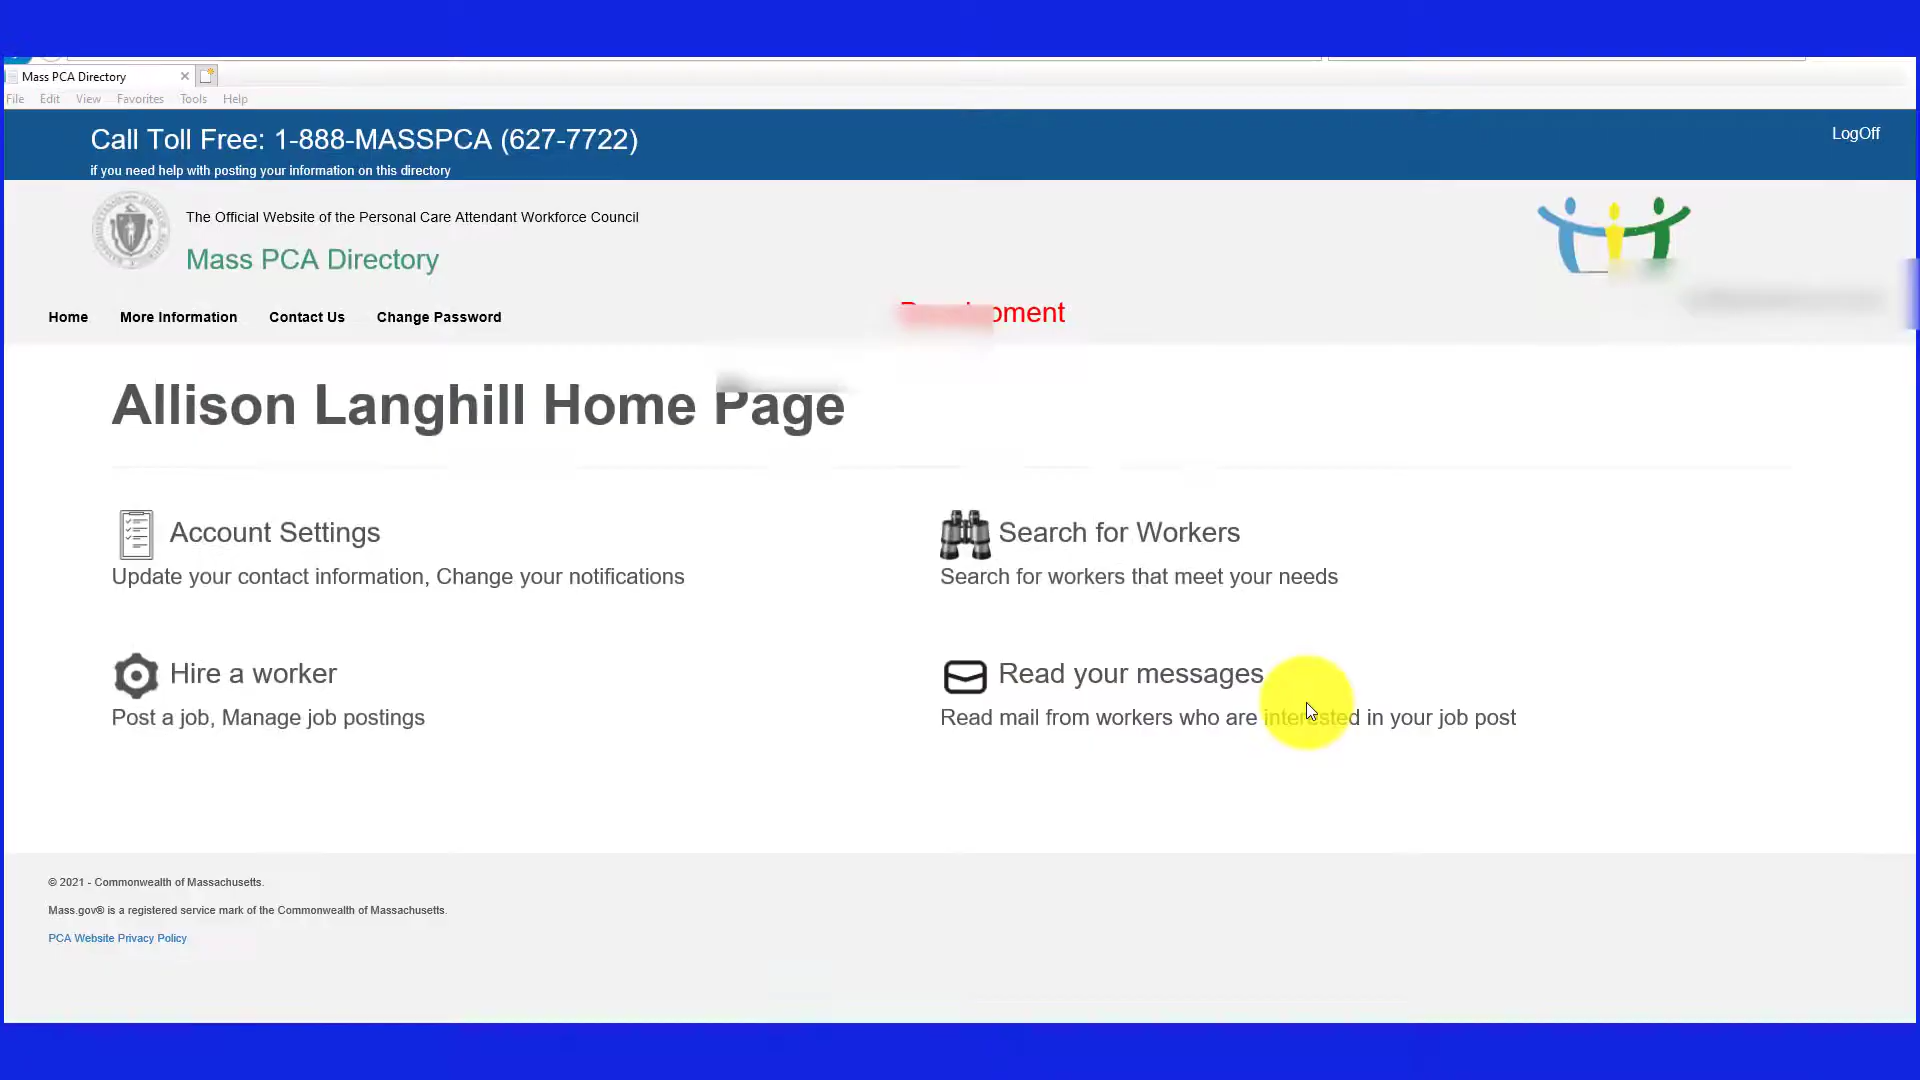 Mass PCA Directory
File Edit View Favorites Tools Help
Call Toll Free: 1-888-MASSPCA (627-7722)
LogOff
if you need help with posting your information on this directory
The Official Website of the Personal Care Attendant Workforce Council
Mass PCA Directory
Home More Information Contact Us Change Password
Allison Langhill Home Page
Account Settings
Update your contact information, Change your notifications
Search for Workers
Search for workers that meet your needs
Hire a worker
Post a job, Manage job postings
Read your messages
Read mail from workers who are interested in your job post
© 2021 - Commonwealth of Massachusetts.
Mass.gov® is a registered service mark of the Commonwealth of Massachusetts.
PCA Website Privacy Policy